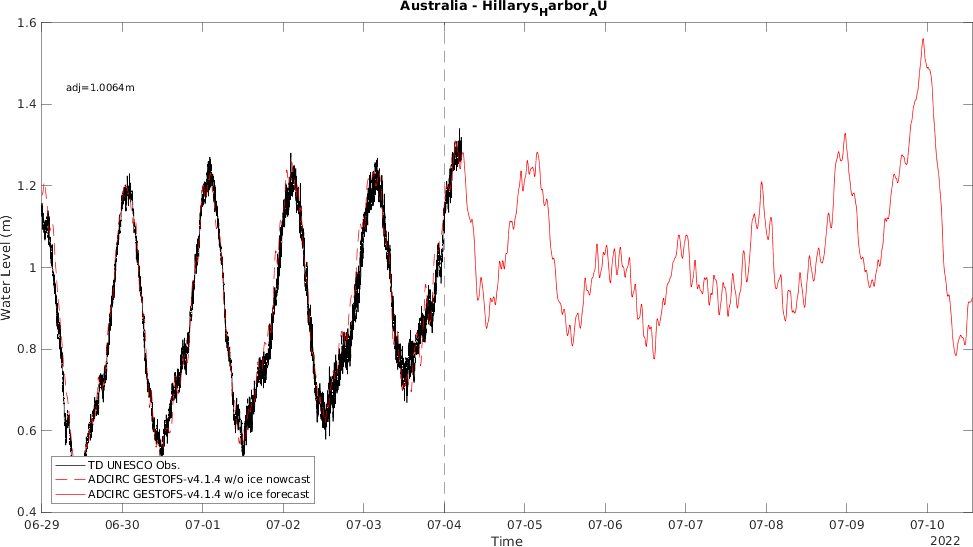 Australia - HillarysHarborAU
1.6
adj=1.0064m
1.4
1.2
1
0.8
0.6
0.4
Water Level (m)
TD UNESCO Obs.
ADCIRC GESTOFS-v4.1.4 w/o ice nowcast
ADCIRC GESTOFS-v4.1.4 w/o ice forecast
06-29 06-30 07-01 07-02 07-03 07-04 07-05 07-06 07-07 07-08 07-09 07-10
Time
2022